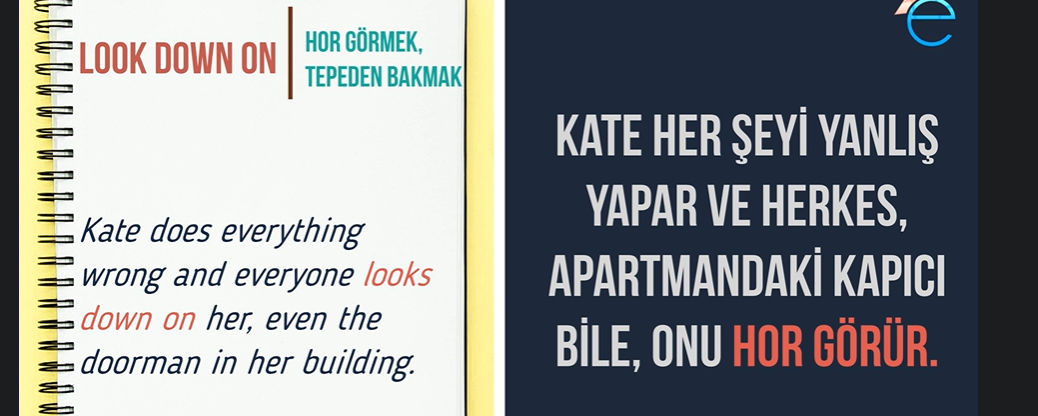 LOOK DOWN ON
HOR GÖRMEK,
TEPEDEN BAKMAK
Kate does everything
wrong and everyone looks
down on her, even the
doorman in her building.
e
KATE HER ŞEYİ YANLIŞ
YAPAR VE HERKES,
APARTMANDAKİ KAPICI
BİLE, ONU HOR GÖRÜR.